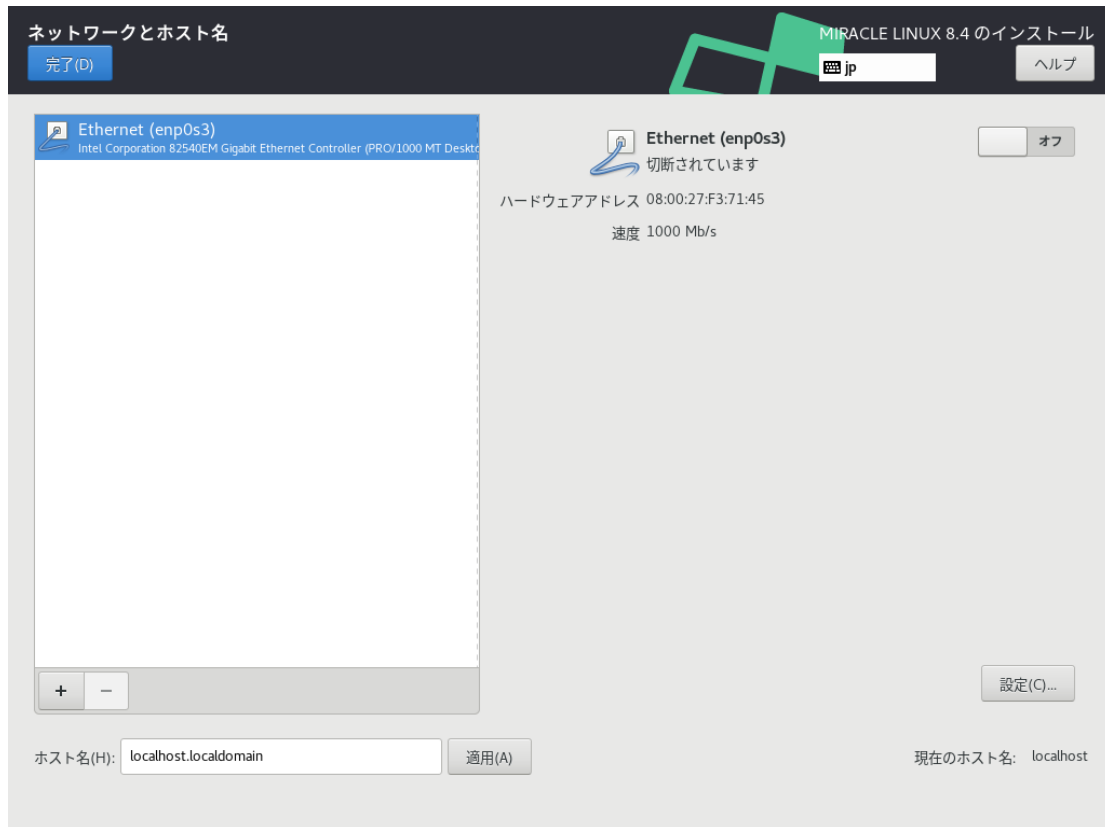 ネットワークとホスト名
完了(D)
MIRACLE LINUX 8.4 のインストール
jp
ヘルプ
Ethernet (enp0s3)
Intel Corporation 82540EM Gigabit Ethernet Controller (PRO/1000 MT Deskto
Ethernet (enp0s3)
切断されています
オフ
ハードウェアアドレス 08:00:27:F3:71:45
速度 1000 Mb/s
+ −
設定(C)...
ホスト名(H): localhost.localdomain 適用(A)
現在のホスト名: localhost